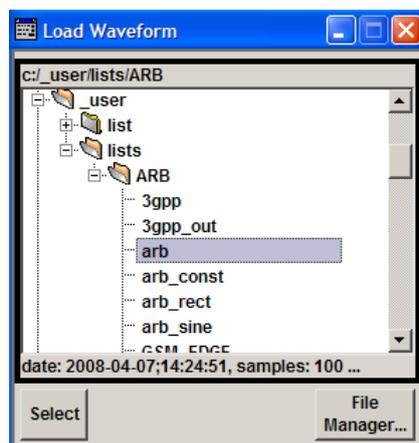 Load Waveform
c:/_user/lists/ARB
_user
list
lists
ARB
3gpp
3gpp_out
arb
arb_const
arb_rect
arb_sine
GSM_EDGE
date: 2008-04-07;14:24:51, samples: 100 ...
Select
File
Manager...